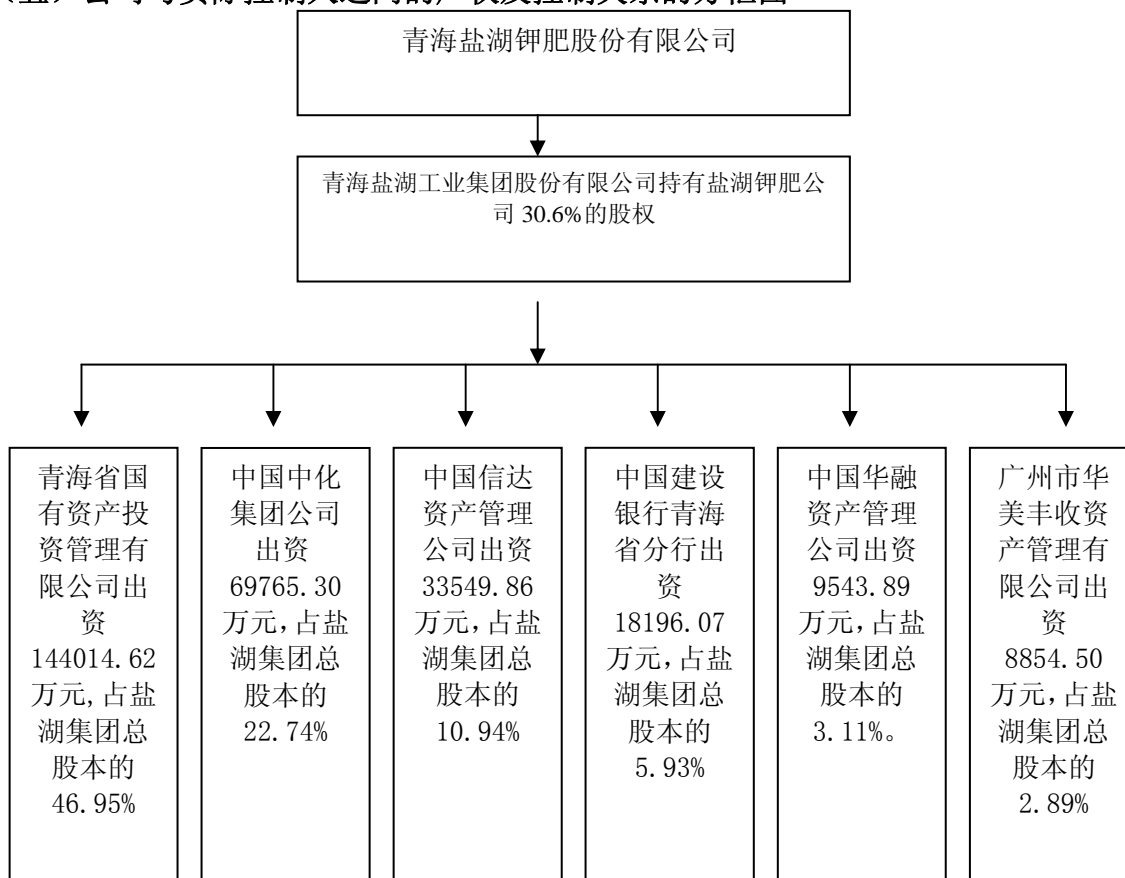 青海盐湖钾肥股份有限公司
青海盐湖工业集团股份有限公司持有盐湖钾肥公
司 30.6%的股权
青海省国
有资产投
资管理有
限公司出
资
144014.62
万元,占盐
湖集团总
股本的
46.95%
中国中化
集团公司
出资
69765.30
万元,占盐
湖集团总
股本的
22.74%
中国信达
资产管理
公司出资
33549.86
万元,占盐
湖集团总
股本的
10.94%
中国建设
银行青海
省分行出
资
18196.07
万元,占盐
湖集团总
股本的
5.93%
中国华融
资产管理
公司出资
9543.89
万元,占盐
湖集团总
股本的
3.11%。
广州市华
美丰收资
产管理有
限公司出
资
8854.50
万元,占盐
湖集团总
股本的
2.89%